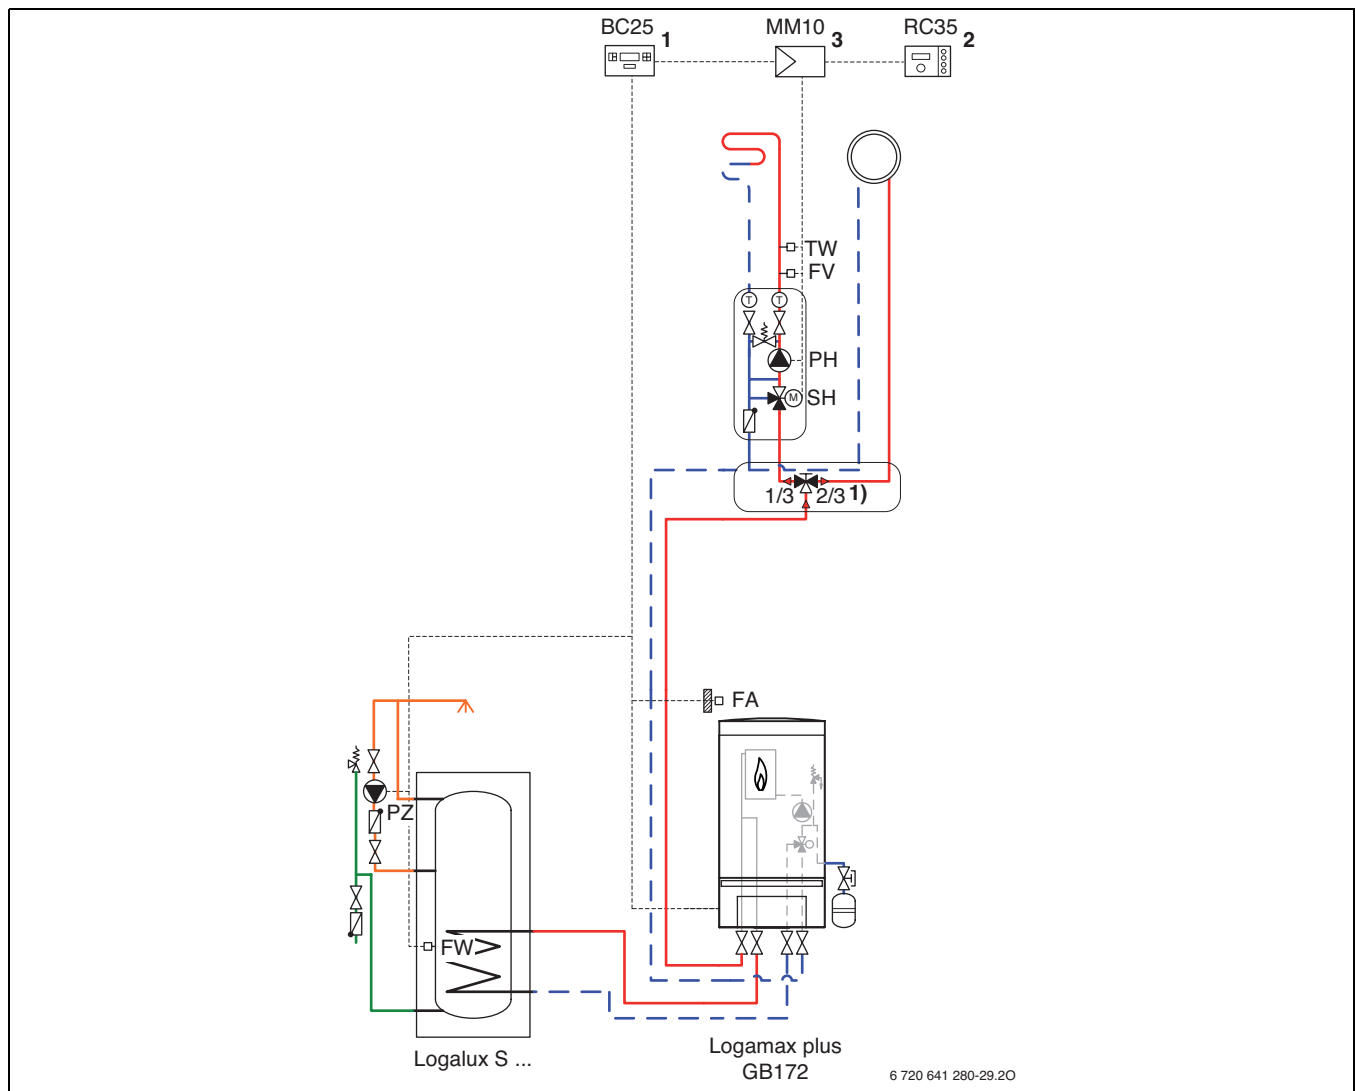 BC25 1
MM10 3
RC35 2
TW
FV
T T
PH
M SH
1/3 2/3 1)
FA
PZ
FW
Logalux S ...
Logamax plus
GB172
6 720 641 280-29.2O